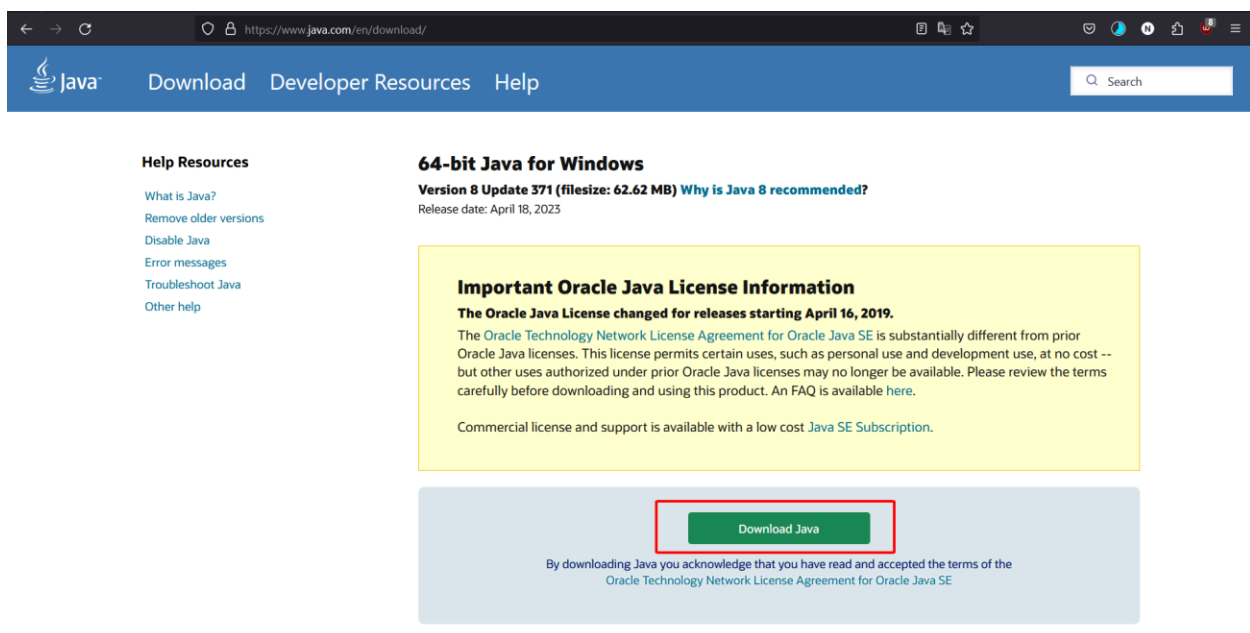 https://www.java.com/en/download/
Java
Download
Developer Resources
Help
Search
Help Resources
What is Java?
Remove older versions
Disable Java
Error messages
Troubleshoot Java
Other help
64-bit Java for Windows
Version 8 Update 371 (filesize: 62.62 MB) Why is Java 8 recommended?
Release date: April 18, 2023
Important Oracle Java License Information
The Oracle Java License changed for releases starting April 16, 2019.
The Oracle Technology Network License Agreement for Oracle Java SE is substantially different from prior
Oracle Java licenses. This license permits certain uses, such as personal use and development use, at no cost --
but other uses authorized under prior Oracle Java licenses may no longer be available. Please review the terms
carefully before downloading and using this product. An FAQ is available here.
Commercial license and support is available with a low cost Java SE Subscription.
Download Java
By downloading Java you acknowledge that you have read and accepted the terms of the
Oracle Technology Network License Agreement for Oracle Java SE